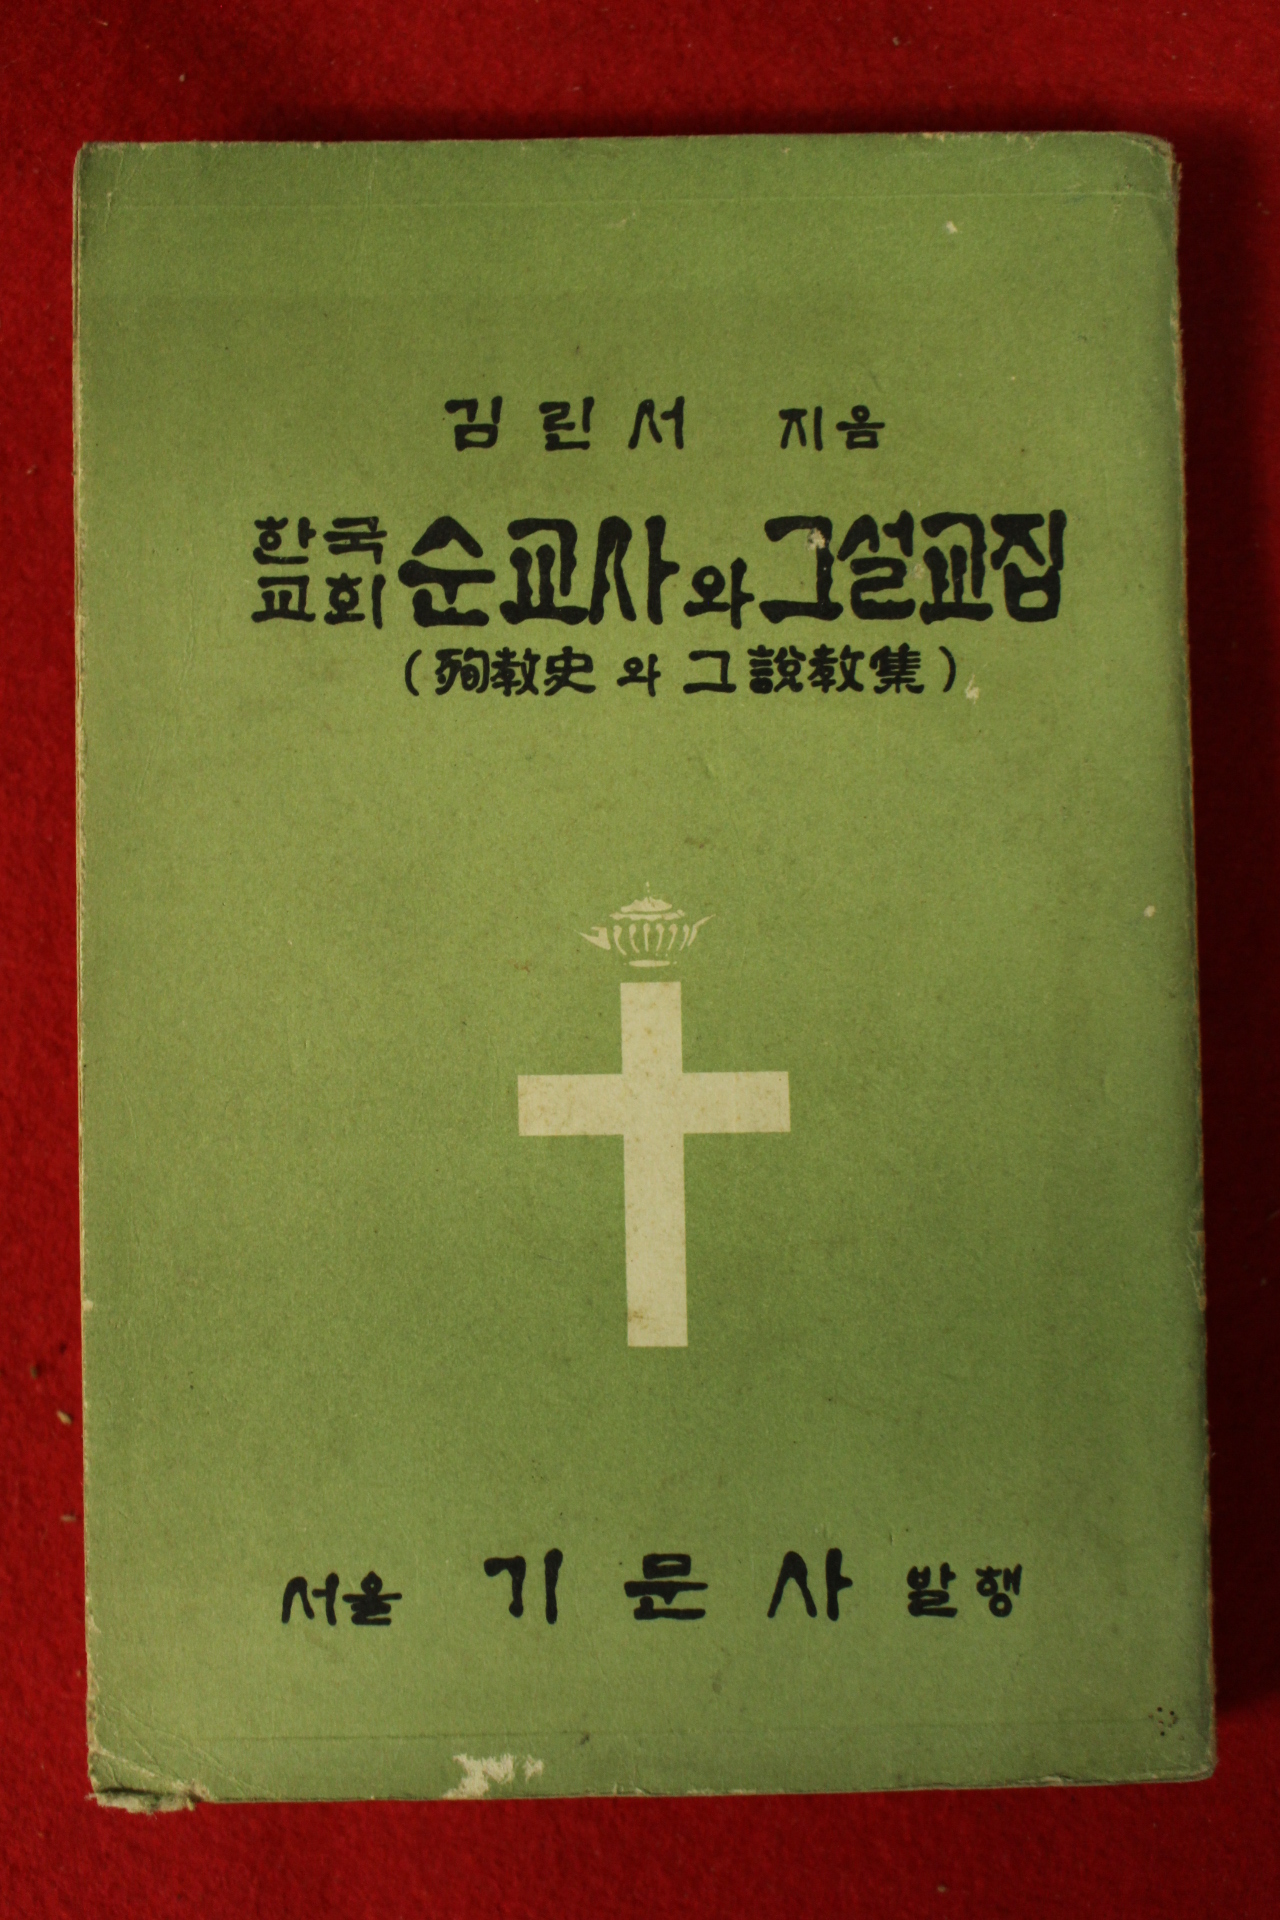 김린서 지음
한국교회 순교사와 그 설교집
(殉教史 와 그 說教集)
서울 기문사 발행